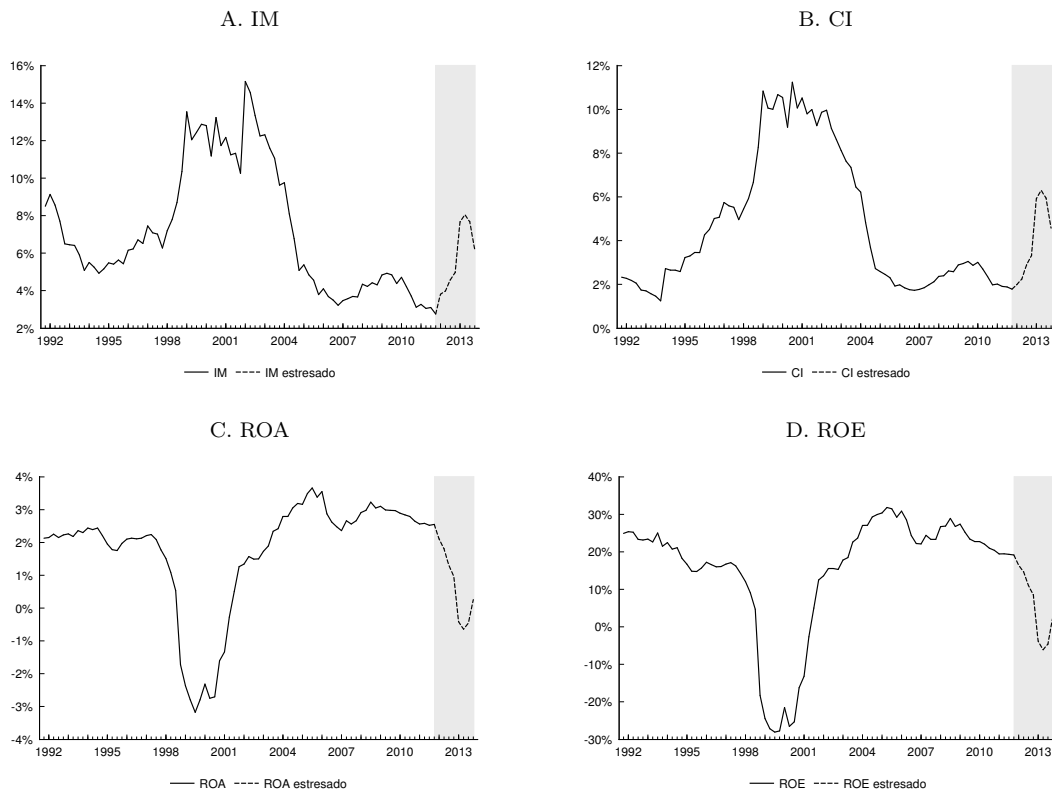 A. IM
16%
14%
12%
10%
8%
6%
4%
2%
1992 1995 1998 2001 2004 2007 2010 2013
IM IM estresado
B. CI
12%
10%
8%
6%
4%
2%
0%
1992 1995 1998 2001 2004 2007 2010 2013
CI CI estresado
C. ROA
4%
3%
2%
1%
0%
-1%
-2%
-3%
-4%
1992 1995 1998 2001 2004 2007 2010 2013
ROA ROA estresado
D. ROE
40%
30%
20%
10%
0%
-10%
-20%
-30%
1992 1995 1998 2001 2004 2007 2010 2013
ROE ROE estresado